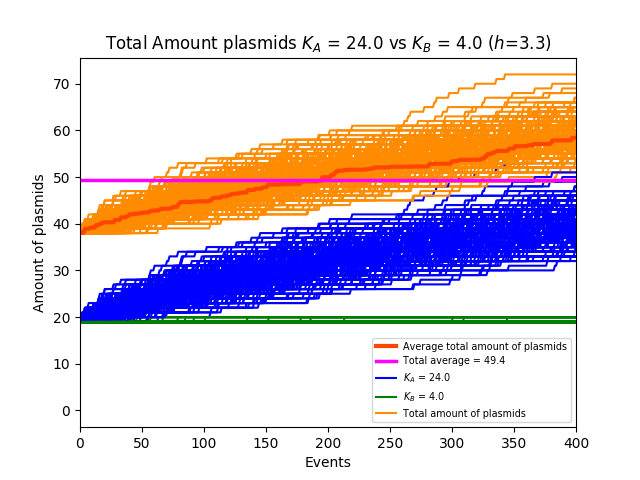 Total Amount plasmids K_A = 24.0 vs K_B = 4.0 (h=3.3)
Amount of plasmids
70
60
50
40
30
20
10
0
Average total amount of plasmids
Total average = 49.4
K_A = 24.0
K_B = 4.0
Total amount of plasmids
0 50 100 150 200 250 300 350 400
Events